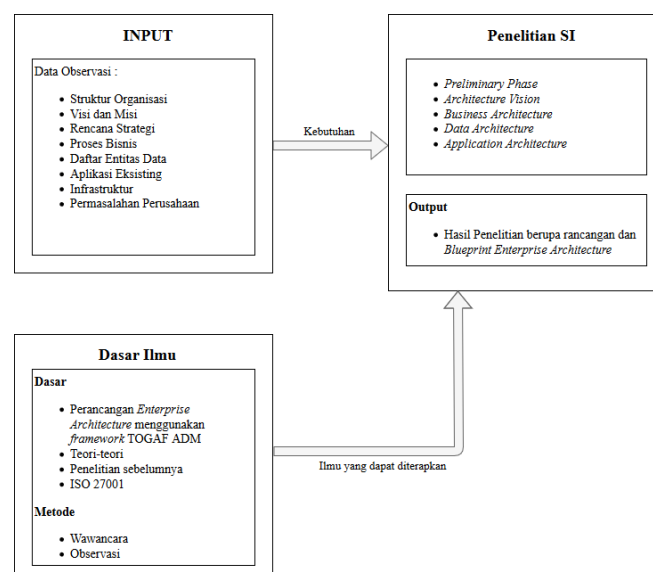 INPUT
Data Observasi :
• Struktur Organisasi
• Visi dan Misi
• Rencana Strategi
• Proses Bisnis
• Daftar Entitas Data
• Aplikasi Eksisting
• Infrastruktur
• Permasalahan Perusahaan
Kebutuhan
Penelitian SI
• Preliminary Phase
• Architecture Vision
• Business Architecture
• Data Architecture
• Application Architecture
Output
• Hasil Penelitian berupa rancangan dan
Blueprint Enterprise Architecture
Dasar Ilmu
Dasar
• Perancangan Enterprise
Architecture menggunakan
framework TOGAF ADM
• Teori-teori
• Penelitian sebelumnya
• ISO 27001
Metode
• Wawancara
• Observasi
Ilmu yang dapat diterapkan